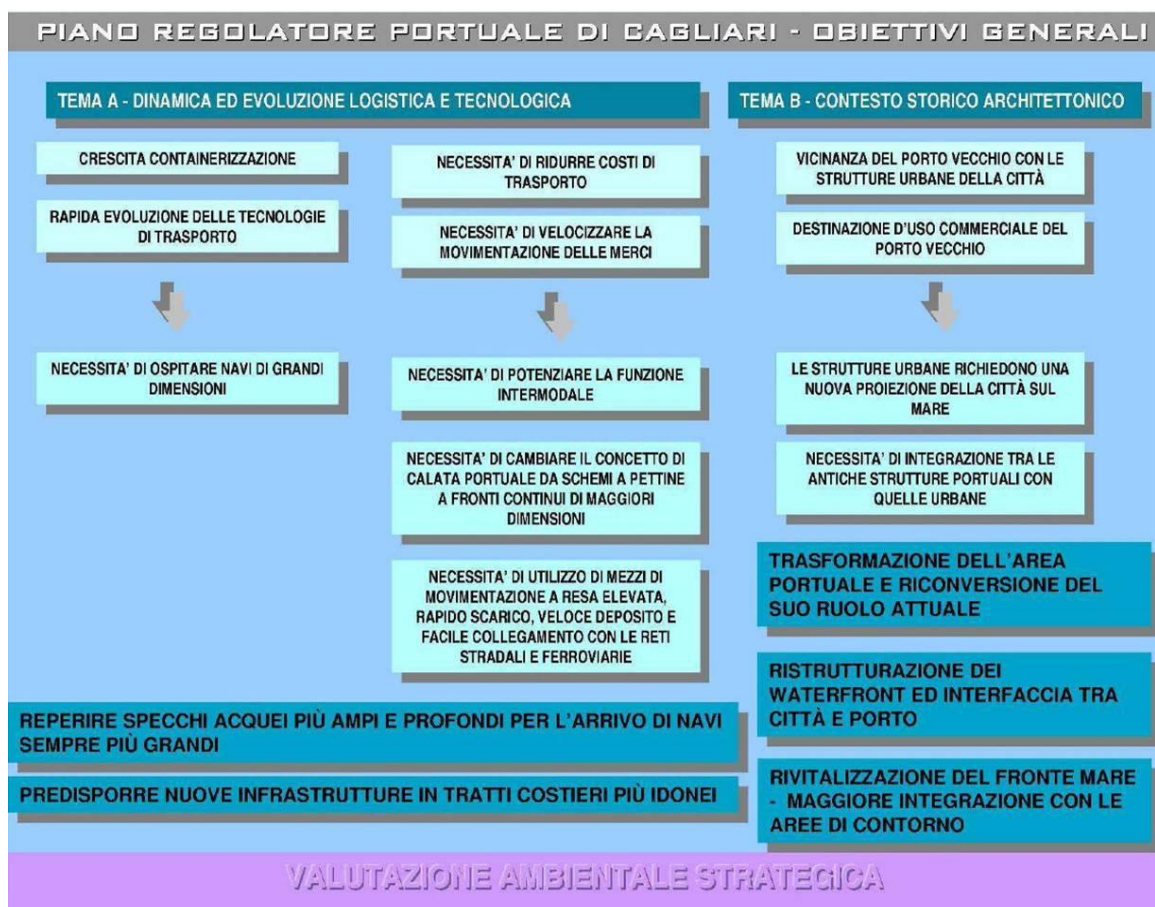 PIANO REGOLATORE PORTUALE DI CAGLIARI - OBIETTIVI GENERALI
TEMA A - DINAMICA ED EVOLUZIONE LOGISTICA E TECNOLOGICA
CRESCITA CONTAINERIZZAZIONE
RAPIDA EVOLUZIONE DELLE TECNOLOGIE
DI TRASPORTO
NECESSITA' DI OSPITARE NAVI DI GRANDI
DIMENSIONI
NECESSITA' DI RIDURRE COSTI DI
TRASPORTO
NECESSITA' DI VELOCIZZARE LA
MOVIMENTAZIONE DELLE MERCI
NECESSITA' DI POTENZIARE LA FUNZIONE
INTERMODALE
NECESSITA' DI CAMBIARE IL CONCETTO DI
CALATA PORTUALE DA SCHEMI A PETTINE
A FRONTI CONTINUI DI MAGGIORI
DIMENSIONI
NECESSITA' DI UTILIZZO DI MEZZI DI
MOVIMENTAZIONE A RESA ELEVATA,
RAPIDO SCARICO, VELOCE DEPOSITO E
FACILE COLLEGAMENTO CON LE RETI
STRADALI E FERROVIARIE
REPERIRE SPECCHI ACQUEI PIÙ AMPI E PROFONDI PER L'ARRIVO DI NAVI
SEMPRE PIÙ GRANDI
PREDISPORRE NUOVE INFRASTRUTTURE IN TRATTI COSTIERI PIÙ IDONEI
TEMA B - CONTESTO STORICO ARCHITETTONICO
VICINANZA DEL PORTO VECCHIO CON LE
STRUTTURE URBANE DELLA CITTÀ
DESTINAZIONE D'USO COMMERCIALE DEL
PORTO VECCHIO
LE STRUTTURE URBANE RICHIEDONO UNA
NUOVA PROIEZIONE DELLA CITTÀ SUL
MARE
NECESSITA' DI INTEGRAZIONE TRA LE
ANTICHE STRUTTURE PORTUALI CON
QUELLE URBANE
TRASFORMAZIONE DELL'AREA
PORTUALE E RICONVERSIONE DEL
SUO RUOLO ATTUALE
RISTRUTTURAZIONE DEI
WATERFRONT ED INTERFACCIA TRA
CITTÀ E PORTO
RIVITALIZZAZIONE DEL FRONTE MARE
- MAGGIORE INTEGRAZIONE CON LE
AREE DI CONTORNO
VALUTAZIONE AMBIENTALE STRATEGICA